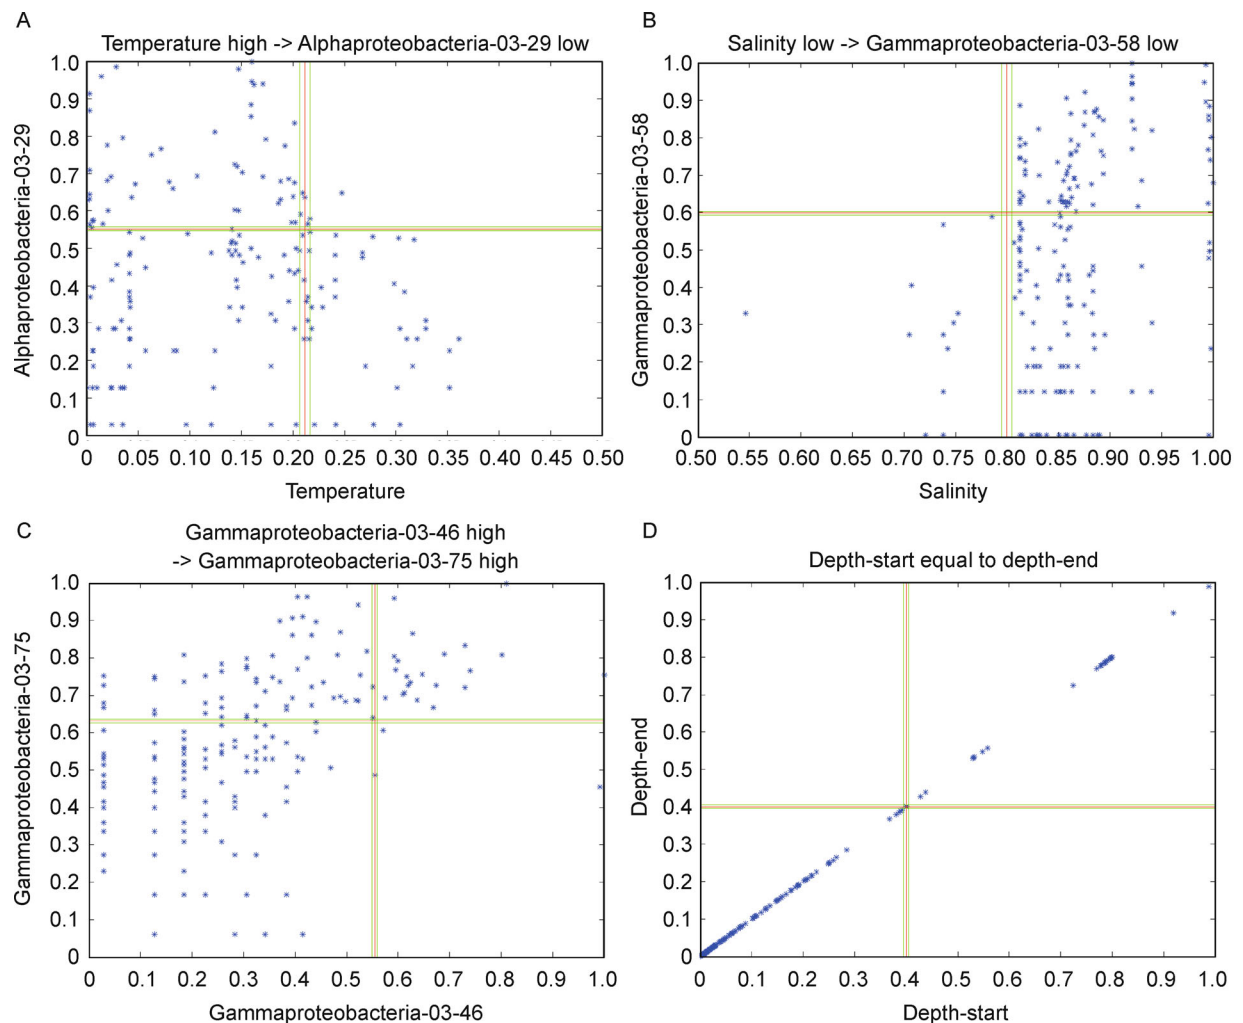 A
Temperature high -> Alphaproteobacteria-03-29 low
Alphaproteobacteria-03-29
1.0
0.9
0.8
0.7
0.6
0.5
0.4
0.3
0.2
0.1
0
0 0.05 0.10 0.15 0.20 0.25 0.30 0.35 0.40 0.45 0.50
Temperature
B
Salinity low -> Gammaproteobacteria-03-58 low
Gammaproteobacteria-03-58
1.0
0.9
0.8
0.7
0.6
0.5
0.4
0.3
0.2
0.1
0
0.50 0.55 0.60 0.65 0.70 0.75 0.80 0.85 0.90 0.95 1.00
Salinity
C
Gammaproteobacteria-03-46 high
-> Gammaproteobacteria-03-75 high
Gammaproteobacteria-03-75
1.0
0.9
0.8
0.7
0.6
0.5
0.4
0.3
0.2
0.1
0
0 0.1 0.2 0.3 0.4 0.5 0.6 0.7 0.8 0.9 1.0
Gammaproteobacteria-03-46
D
Depth-start equal to depth-end
Depth-end
1.0
0.9
0.8
0.7
0.6
0.5
0.4
0.3
0.2
0.1
0
0 0.1 0.2 0.3 0.4 0.5 0.6 0.7 0.8 0.9 1.0
Depth-start